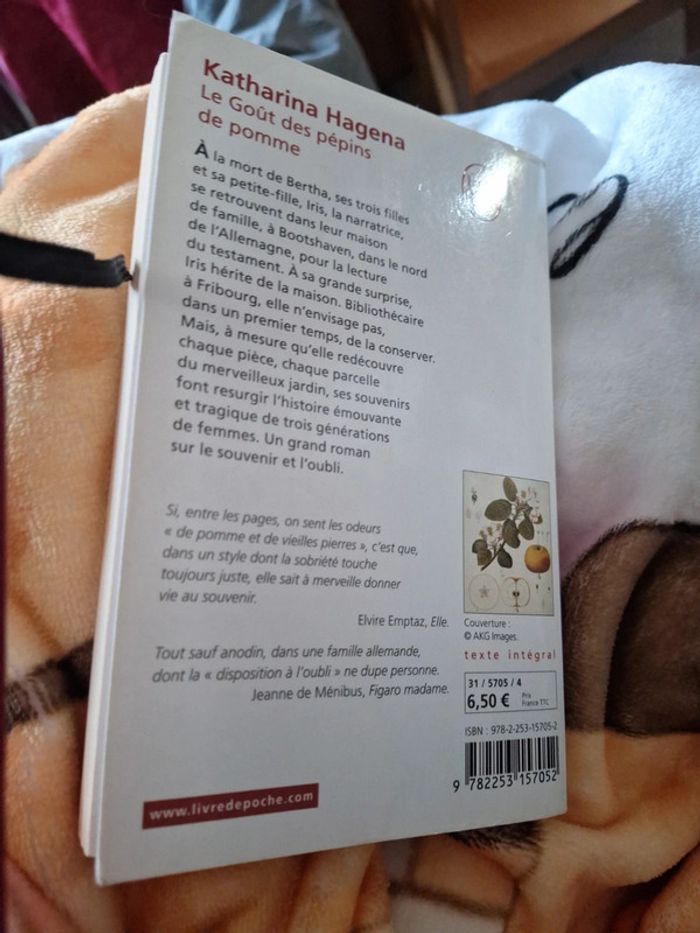 Katharina Hagena
Le Goût des pépins
de pomme
À la mort de Bertha, ses trois filles
et sa petite-fille, Iris, la narratrice,
se retrouvent dans leur maison
de famille, à Bootshaven, dans le nord
de l'Allemagne, pour la lecture
du testament. À sa grande surprise,
Iris hérite de la maison. Bibliothécaire
à Fribourg, elle n'envisage pas,
dans un premier temps, de la conserver.
Mais, à mesure qu'elle redécouvre
chaque pièce, chaque parcelle
du merveilleux jardin, ses souvenirs
font resurgir l'histoire émouvante
et tragique de trois générations
de femmes. Un grand roman
sur le souvenir et l'oubli.
Si, entre les pages, on sent les odeurs
« de pomme et de vieilles pierres », c'est que,
dans un style dont la sobriété touche
toujours juste, elle sait à merveille donner
vie au souvenir.
Elvire Emptaz, Elle.
Tout sauf anodin, dans une famille allemande,
dont la « disposition à l'oubli » ne dupe personne.
Jeanne de Ménibus, Figaro madame.
Couverture :
© AKG Images.
texte intégral
31 / 5705 / 4
6,50 € Prix
France TTC
ISBN : 978-2-253-15705-2
9 782253 157052
www.livredepoche.com